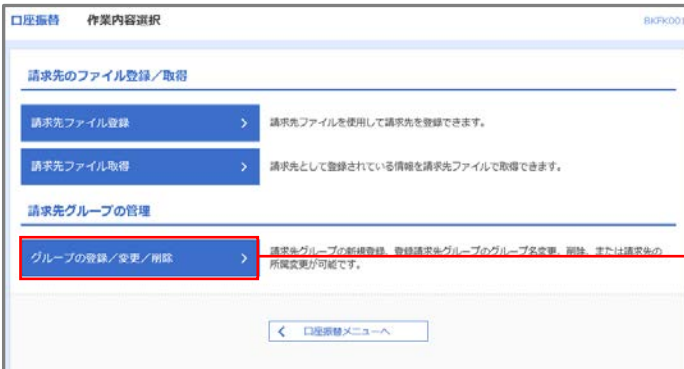 口座振替 作業内容選択 BKFK001
請求先のファイル登録／取得
請求先ファイル登録 請求先ファイルを使用して請求先を登録できます。
請求先ファイル取得 請求先として登録されている情報を請求先ファイルで取得できます。
請求先グループの管理
グループの登録／変更／削除 請求先グループの新規登録、登録請求先グループのグループ名変更、削除、または請求先の
所属変更が可能です。
口座振替メニューへ